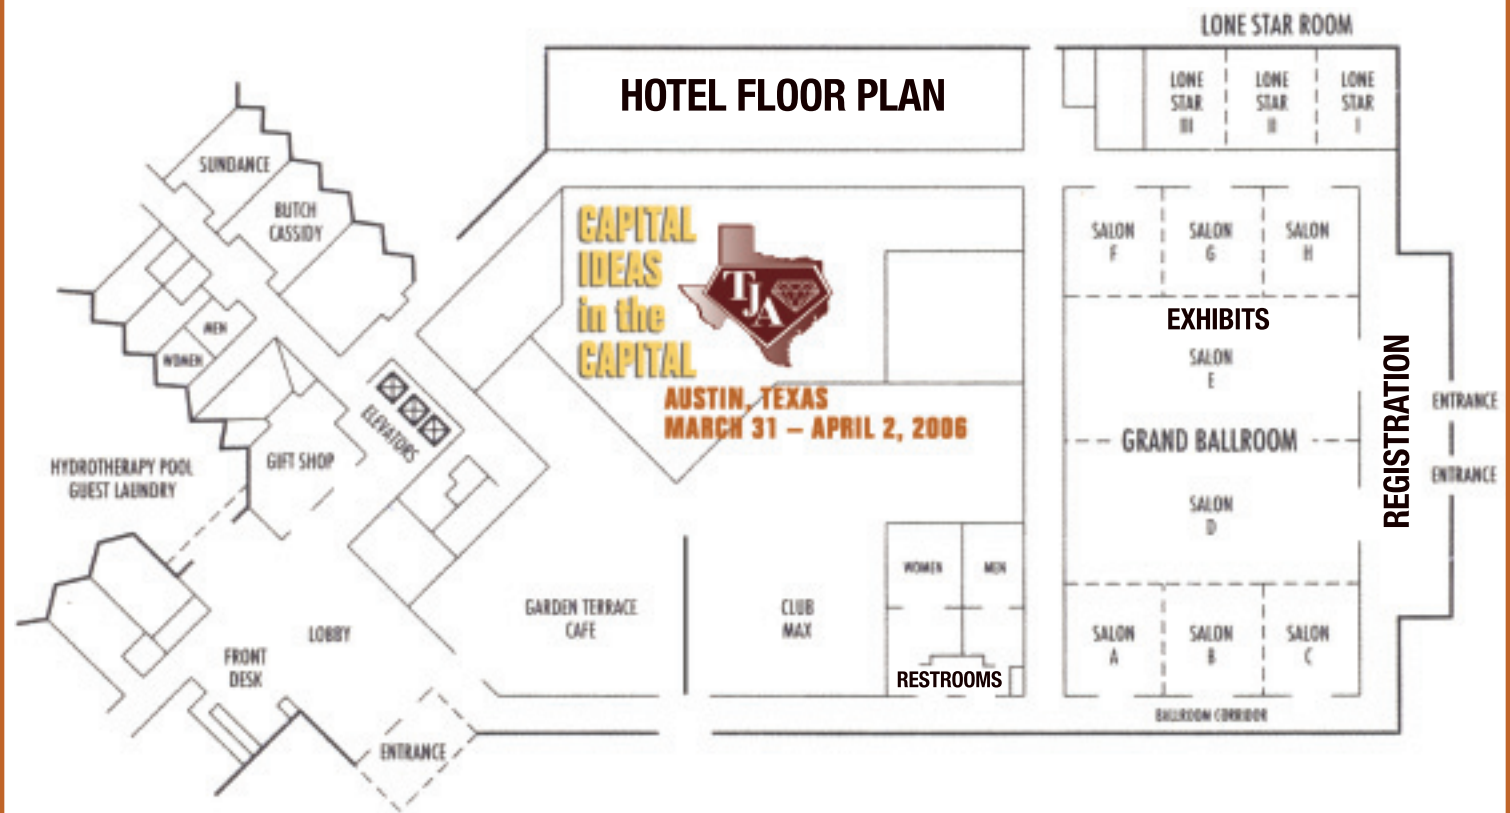 LONE STAR ROOM
HOTEL FLOOR PLAN
LONE
STAR
III
LONE
STAR
II
LONE
STAR
I
SUNDANCE
BUTCH
CASSIDY
MEN
WOMEN
ELEVATORS
GIFT SHOP
HYDROTHERAPY POOL
GUEST LAUNDRY
CAPITAL
IDEAS
in the
CAPITAL
TJA
AUSTIN, TEXAS
MARCH 31 – APRIL 2, 2006
SALON
F
SALON
G
SALON
H
EXHIBITS
SALON
E
GRAND BALLROOM
REGISTRATION
ENTRANCE
ENTRANCE
SALON
D
WOMEN
MEN
GARDEN TERRACE
CAFE
CLUB
MAX
RESTROOMS
SALON
A
SALON
B
SALON
C
BALLROOM CORRIDOR
LOBBY
FRONT
DESK
ENTRANCE